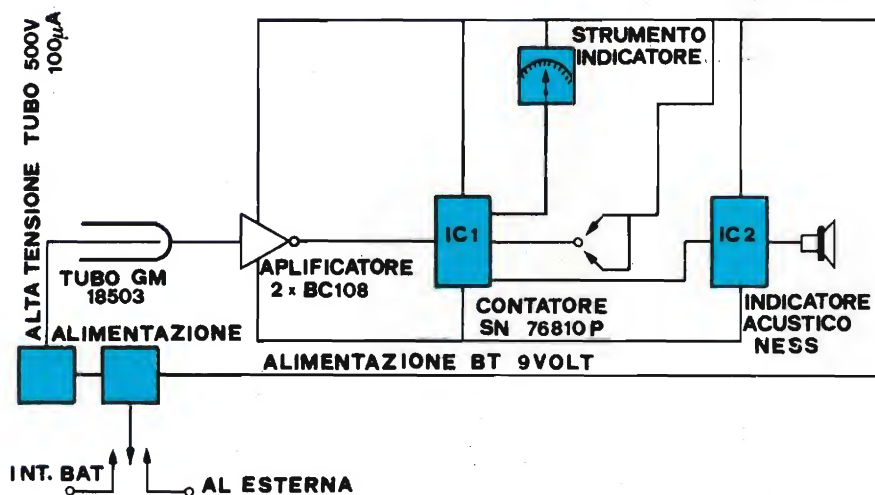 ALTA TENSIONE TUBO 500V
100μA
STRUMENTO
INDICATORE
TUBO GM
18503
APLIFICATORE
2 x BC108
IC1
IC2
CONTATORE
SN 76810P
INDICATORE
ACUSTICO
NESS
ALIMENTAZIONE
ALIMENTAZIONE BT 9VOLT
INT. BAT
AL ESTERNA